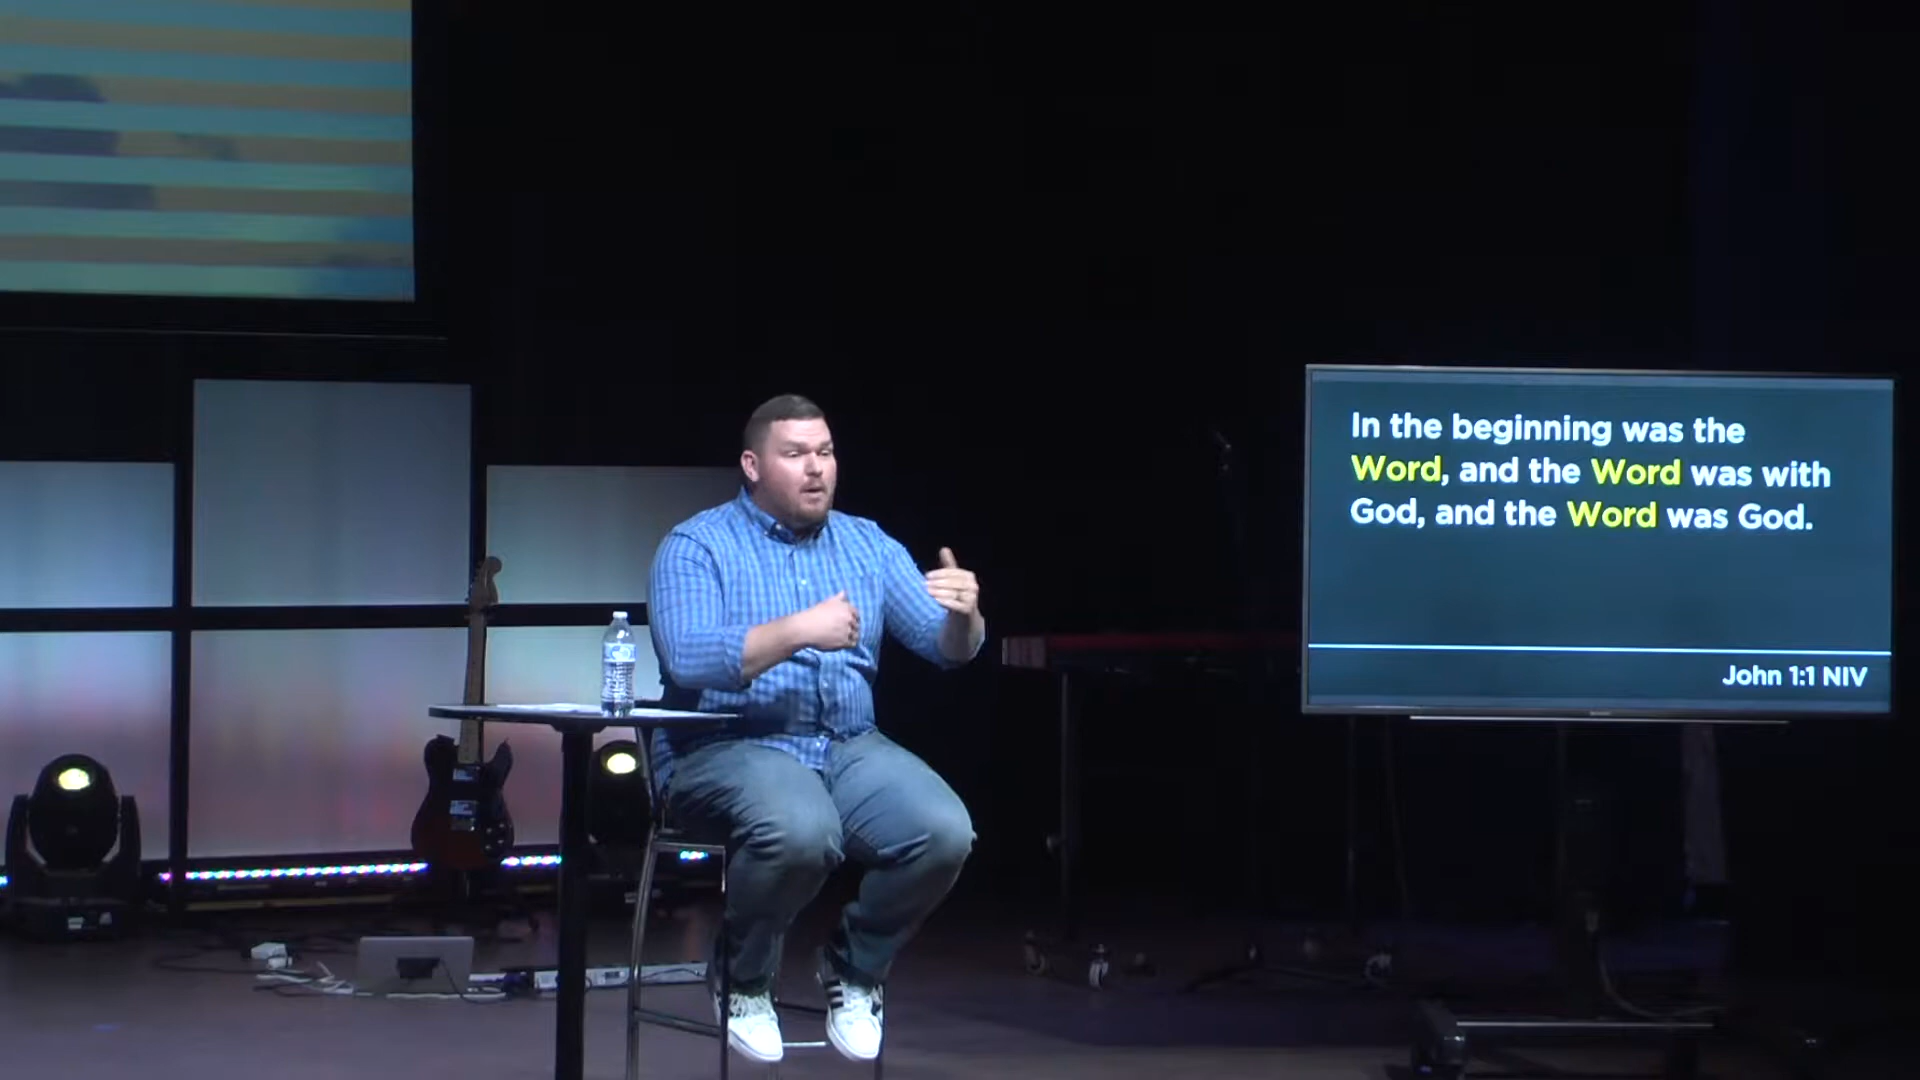 In the beginning was the
Word, and the Word was with
God, and the Word was God.
John 1:1 NIV